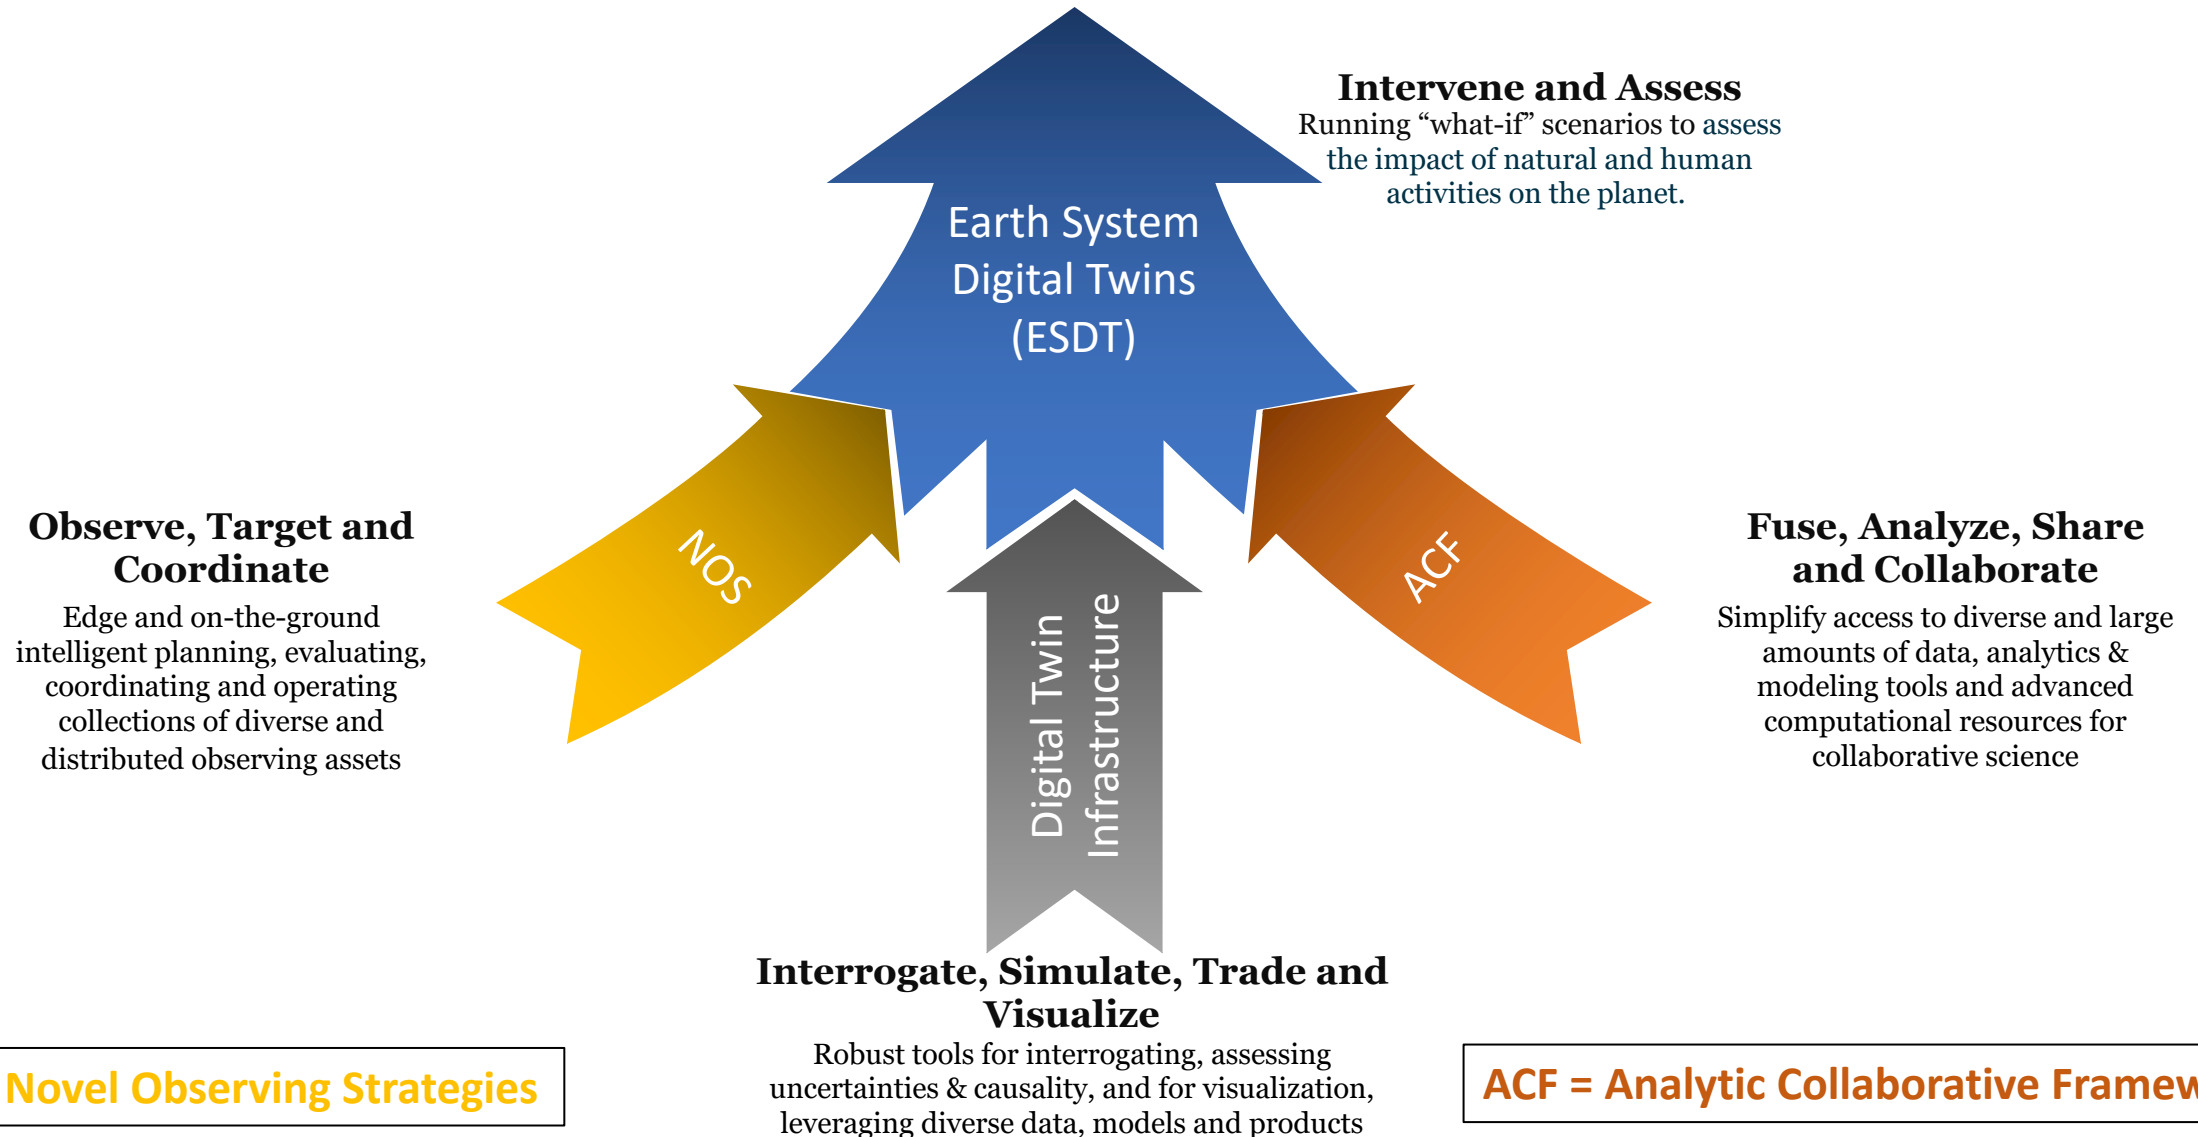 Intervene and Assess
Running “what-if” scenarios to assess
the impact of natural and human
activities on the planet.
Earth System
Digital Twins
(ESDT)
NOS
ACF
Digital Twin
Infrastructure
Observe, Target and
Coordinate
Edge and on-the-ground
intelligent planning, evaluating,
coordinating and operating
collections of diverse and
distributed observing assets
Fuse, Analyze, Share
and Collaborate
Simplify access to diverse and large
amounts of data, analytics &
modeling tools and advanced
computational resources for
collaborative science
Interrogate, Simulate, Trade and
Visualize
Robust tools for interrogating, assessing
uncertainties & causality, and for visualization,
leveraging diverse data, models and products
Novel Observing Strategies
ACF = Analytic Collaborative